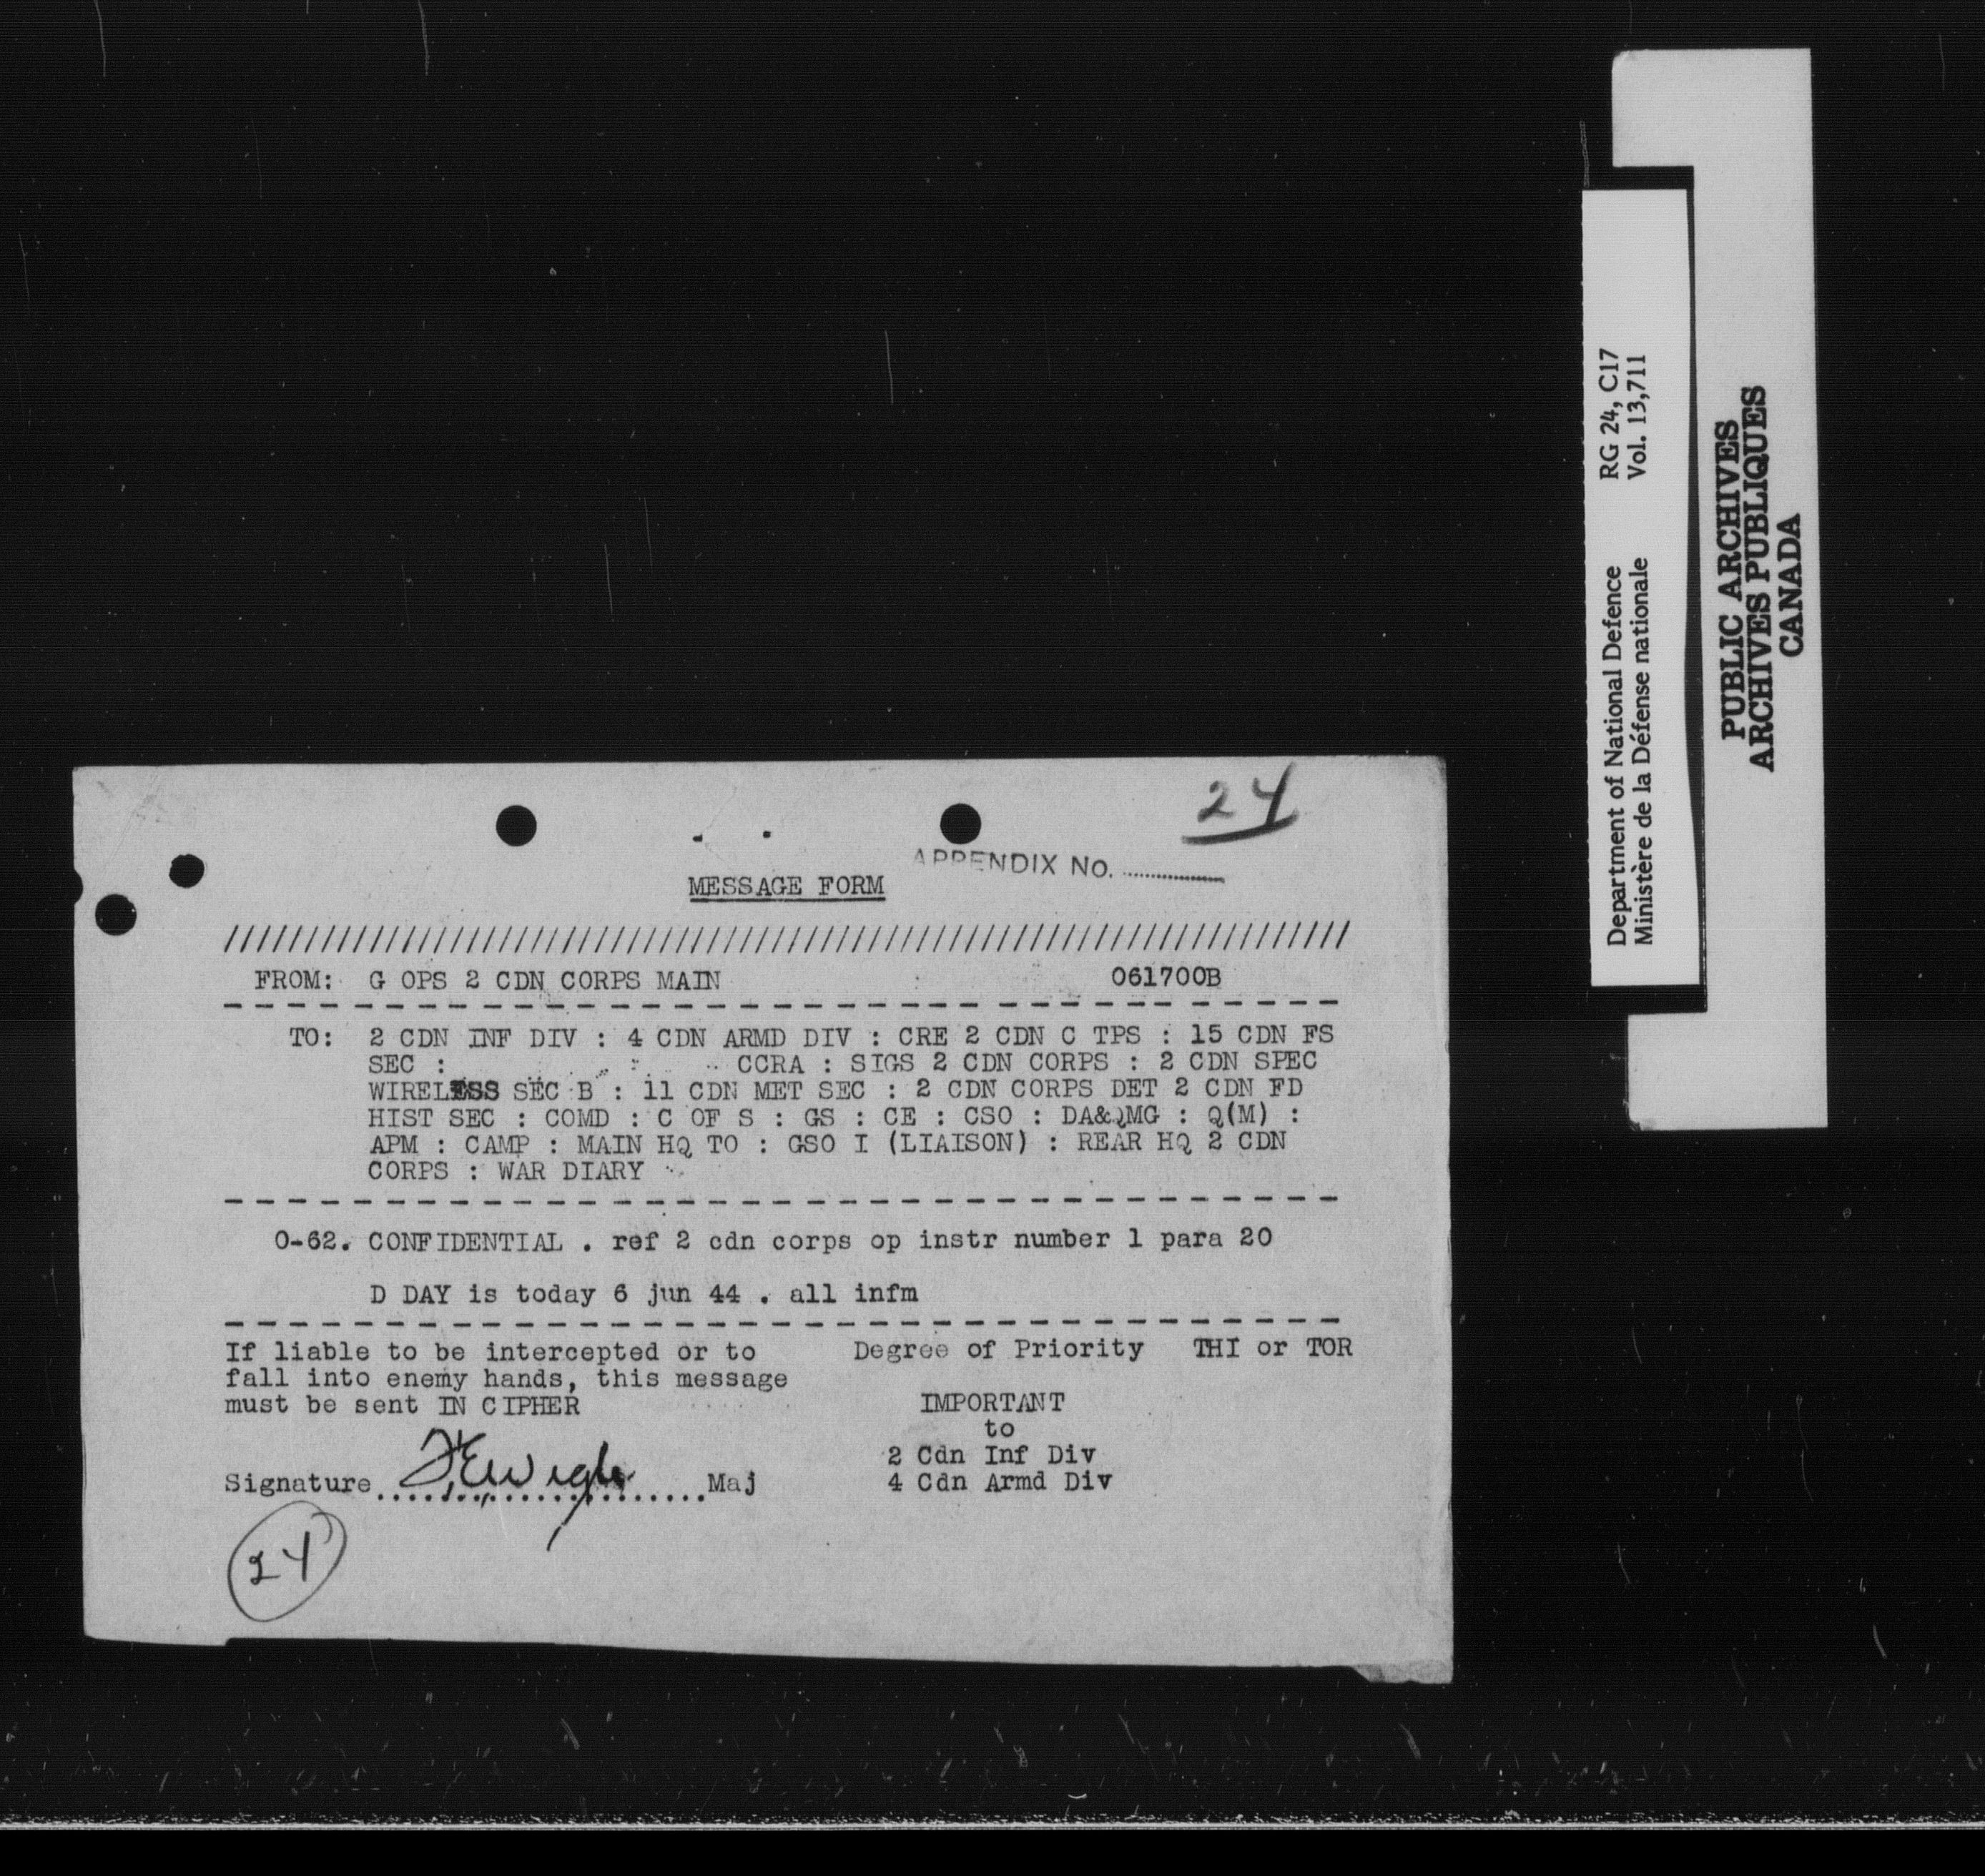 24
APPENDIX No. ....................
MESSAGE FORM
//////////////////////////////////////////////////////////////////////
FROM: G OPS 2 CDN CORPS MAIN 061700B
TO: 2 CDN INF DIV : 4 CDN ARMD DIV : CRE 2 CDN C TPS : 15 CDN FS
SEC : CCRA : SIGS 2 CDN CORPS : 2 CDN SPEC
WIRELESS SEC B : 11 CDN MET SEC : 2 CDN CORPS DET 2 CDN FD
HIST SEC : COMD : C OF S : GS : CE : CSO : DA&QMG : Q(M) :
APM : CAMP : MAIN HQ TO : GSO I (LIAISON) : REAR HQ 2 CDN
CORPS : WAR DIARY
O-62. CONFIDENTIAL . ref 2 cdn corps op instr number 1 para 20
D DAY is today 6 jun 44 . all infm
If liable to be intercepted or to
fall into enemy hands, this message
must be sent IN CIPHER
Signature.....................Maj
Degree of Priority THI or TOR
IMPORTANT
to
2 Cdn Inf Div
4 Cdn Armd Div
24
Department of National Defence RG 24, C17
Ministère de la Défense nationale Vol. 13,711
PUBLIC ARCHIVES
ARCHIVES PUBLIQUES
CANADA